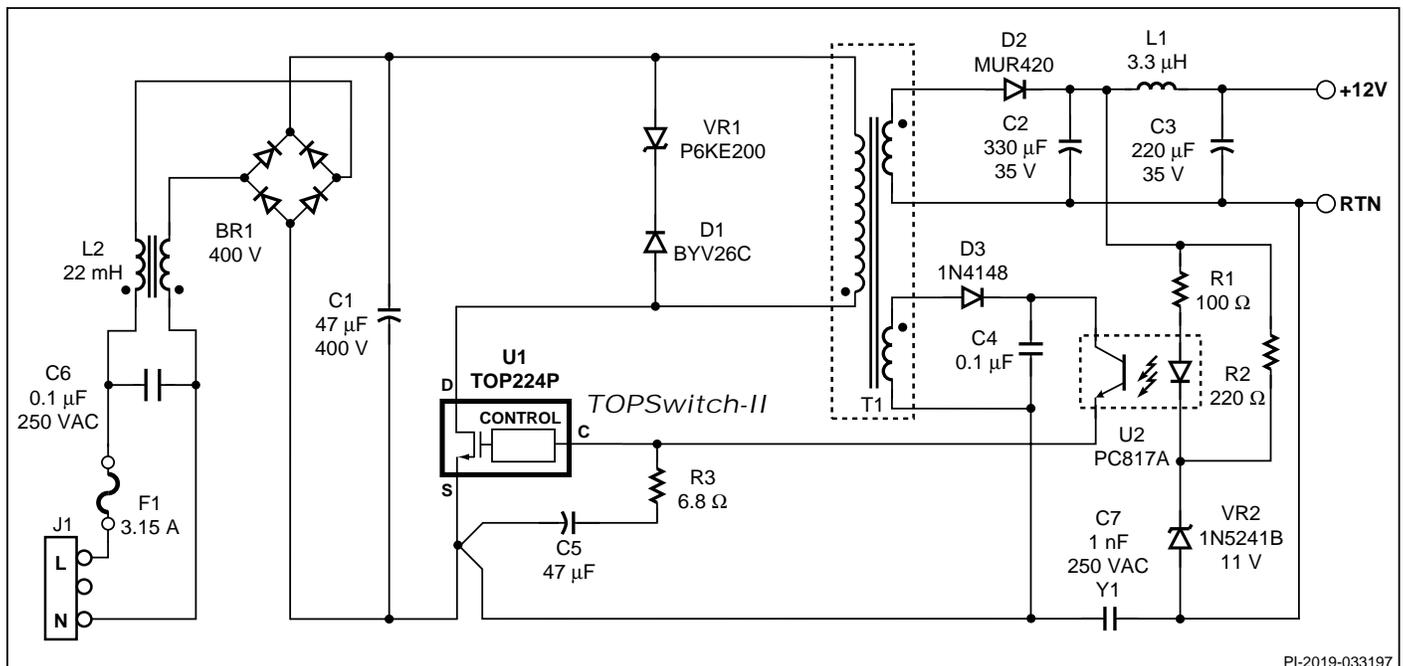 D2
MUR420
L1
3.3 µH
+12V
C2
330 µF
35 V
C3
220 µF
35 V
RTN
VR1
P6KE200
D1
BYV26C
BR1
400 V
L2
22 mH
C1
47 µF
400 V
D3
1N4148
R1
100 Ω
C4
0.1 µF
R2
220 Ω
T1
U2
PC817A
U1
TOP224P
D
CONTROL
C
S
TOPSwitch-II
C6
0.1 µF
250 VAC
F1
3.15 A
J1
L
N
R3
6.8 Ω
C5
47 µF
C7
1 nF
250 VAC
Y1
VR2
1N5241B
11 V
PI-2019-033197